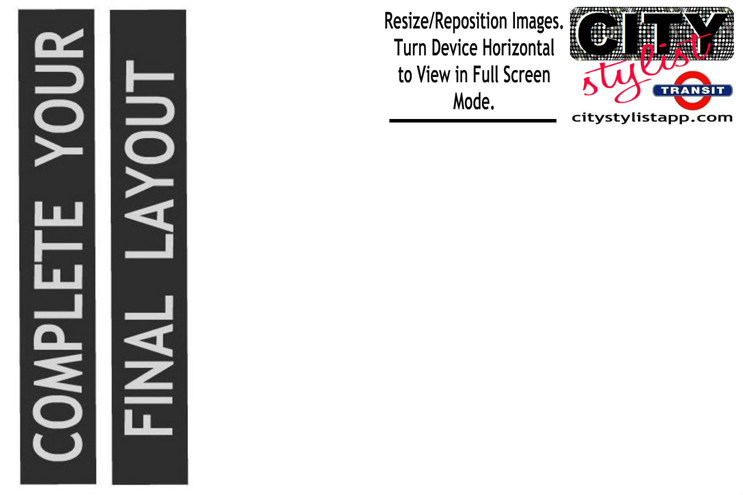 COMPLETE YOUR
FINAL LAYOUT
Resize/Reposition Images.
Turn Device Horizontal
to View in Full Screen
Mode.
CITY
stylist
TRANSIT
citystylistapp.com